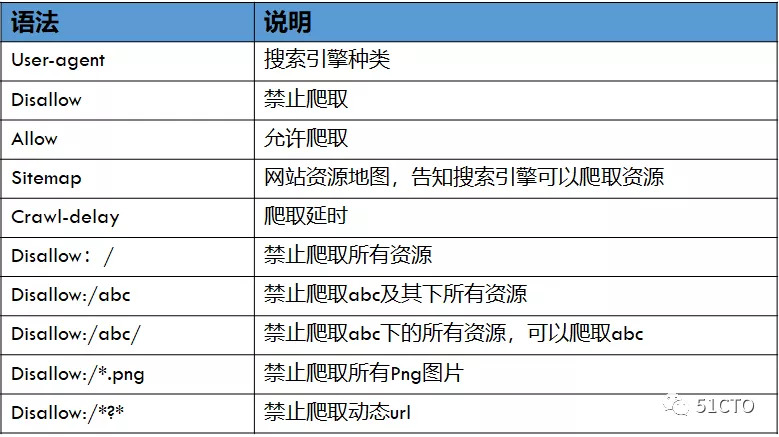 语法 说明
User-agent 搜索引擎种类
Disallow 禁止爬取
Allow 允许爬取
Sitemap 网站资源地图，告知搜索引擎可以爬取资源
Crawl-delay 爬取延时
Disallow：/ 禁止爬取所有资源
Disallow:/abc 禁止爬取abc及其下所有资源
Disallow:/abc/ 禁止爬取abc下的所有资源，可以爬取abc
Disallow:/*.png 禁止爬取所有Png图片
Disallow:/*?* 禁止爬取动态url
51CTO